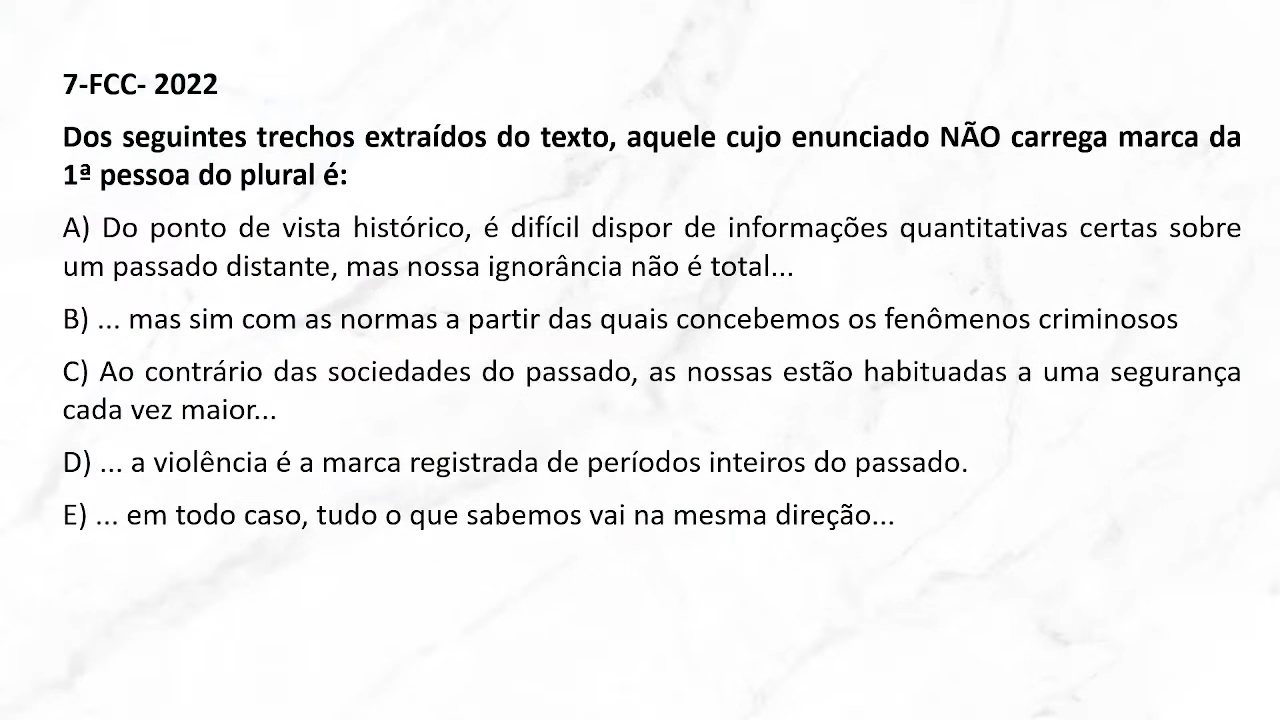 7-FCC- 2022
Dos seguintes trechos extraídos do texto, aquele cujo enunciado NÃO carrega marca da
1ª pessoa do plural é:
A) Do ponto de vista histórico, é difícil dispor de informações quantitativas certas sobre
um passado distante, mas nossa ignorância não é total...
B) ... mas sim com as normas a partir das quais concebemos os fenômenos criminosos
C) Ao contrário das sociedades do passado, as nossas estão habituadas a uma segurança
cada vez maior...
D) ... a violência é a marca registrada de períodos inteiros do passado.
E) ... em todo caso, tudo o que sabemos vai na mesma direção...